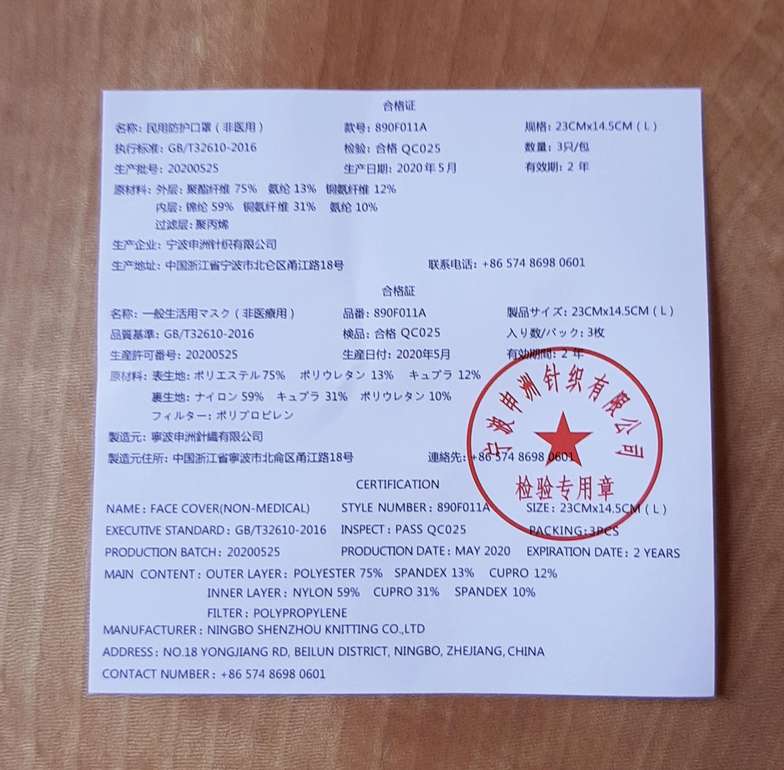 合格证
名称: 民用防护口罩（非医用） 款号: 890F011A 规格: 23CMx14.5CM（L）
执行标准: GB/T32610-2016 检验: 合格 QC025 数量: 3只/包
生产批号: 20200525 生产日期: 2020年5月 有效期: 2 年
原材料: 外层: 聚酯纤维 75% 氨纶 13% 铜氨纤维 12%
内层: 锦纶 59% 铜氨纤维 31% 氨纶 10%
过滤层: 聚丙烯
生产企业: 宁波申洲针织有限公司
生产地址: 中国浙江省宁波市北仑区甬江路18号 联系电话: +86 574 8698 0601
合格証
名称: 一般生活用マスク（非医療用） 品番: 890F011A 製品サイズ: 23CMx14.5CM（L）
品質基準: GB/T32610-2016 検品: 合格 QC025 入り数/パック: 3枚
生産許可番号: 20200525 生産日付: 2020年5月 有効期間: 2 年
原材料: 表生地: ポリエステル 75% ポリウレタン 13% キュプラ 12%
裏生地: ナイロン 59% キュプラ 31% ポリウレタン 10%
フィルター: ポリプロピレン
製造元: 寧波申洲針織有限公司
製造元住所: 中国浙江省寧波市北侖区甬江路18号 連絡先: +86 574 8698 0601
宁波申洲针织有限公司
检验专用章
CERTIFICATION
NAME: FACE COVER(NON-MEDICAL) STYLE NUMBER: 890F011A SIZE: 23CMx14.5CM（L）
EXECUTIVE STANDARD: GB/T32610-2016 INSPECT: PASS QC025 PACKING:3PCS
PRODUCTION BATCH: 20200525 PRODUCTION DATE: MAY 2020 EXPIRATION DATE: 2 YEARS
MAIN CONTENT: OUTER LAYER: POLYESTER 75% SPANDEX 13% CUPRO 12%
INNER LAYER: NYLON 59% CUPRO 31% SPANDEX 10%
FILTER: POLYPROPYLENE
MANUFACTURER: NINGBO SHENZHOU KNITTING CO.,LTD
ADDRESS: NO.18 YONGJIANG RD, BEILUN DISTRICT, NINGBO, ZHEJIANG, CHINA
CONTACT NUMBER: +86 574 8698 0601